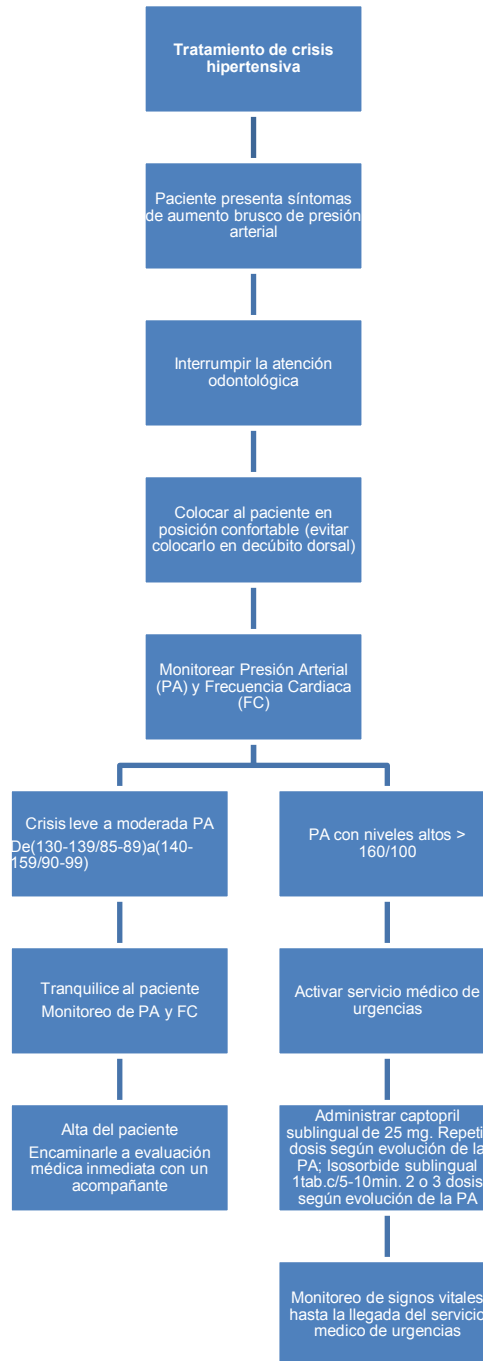 Tratamiento de crisis
hipertensiva
Paciente presenta síntomas
de aumento brusco de presión
arterial
Interrumpir la atención
odontológica
Colocar al paciente en
posición confortable (evitar
colocarlo en decúbito dorsal)
Monitorear Presión Arterial
(PA) y Frecuencia Cardiaca
(FC)
Crisis leve a moderada PA
De(130-139/85-89)a(140-
159/90-99)
Tranquilice al paciente
Monitoreo de PA y FC
Alta del paciente
Encaminarle a evaluación
médica inmediata con un
acompañante
PA con niveles altos >
160/100
Activar servicio médico de
urgencias
Administrar captopril
sublingual de 25 mg. Repeti
dosis según evolución de la
PA; Isosorbide sublingual
1tab.c/5-10min. 2 o 3 dosis
según evolución de la PA
Monitoreo de signos vitales
hasta la llegada del servicio
medico de urgencias